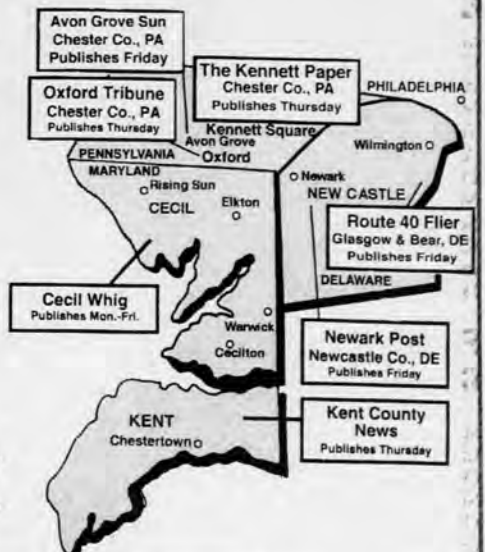 Avon Grove Sun
Chester Co., PA
Publishes Friday
The Kennett Paper
Chester Co., PA
Publishes Thursday
PHILADELPHIA
Oxford Tribune
Chester Co., PA
Publishes Thursday
Kennett Square
Avon Grove
Oxford
Wilmington
PENNSYLVANIA
MARYLAND
Rising Sun
Newark
NEW CASTLE
CECIL
Elkton
Route 40 Flier
Glasgow & Bear, DE
Publishes Friday
DELAWARE
Cecil Whig
Publishes Mon.-Fri.
Warwick
Cecilton
Newark Post
Newcastle Co., DE
Publishes Friday
KENT
Chestertown
Kent County
News
Publishes Thursday